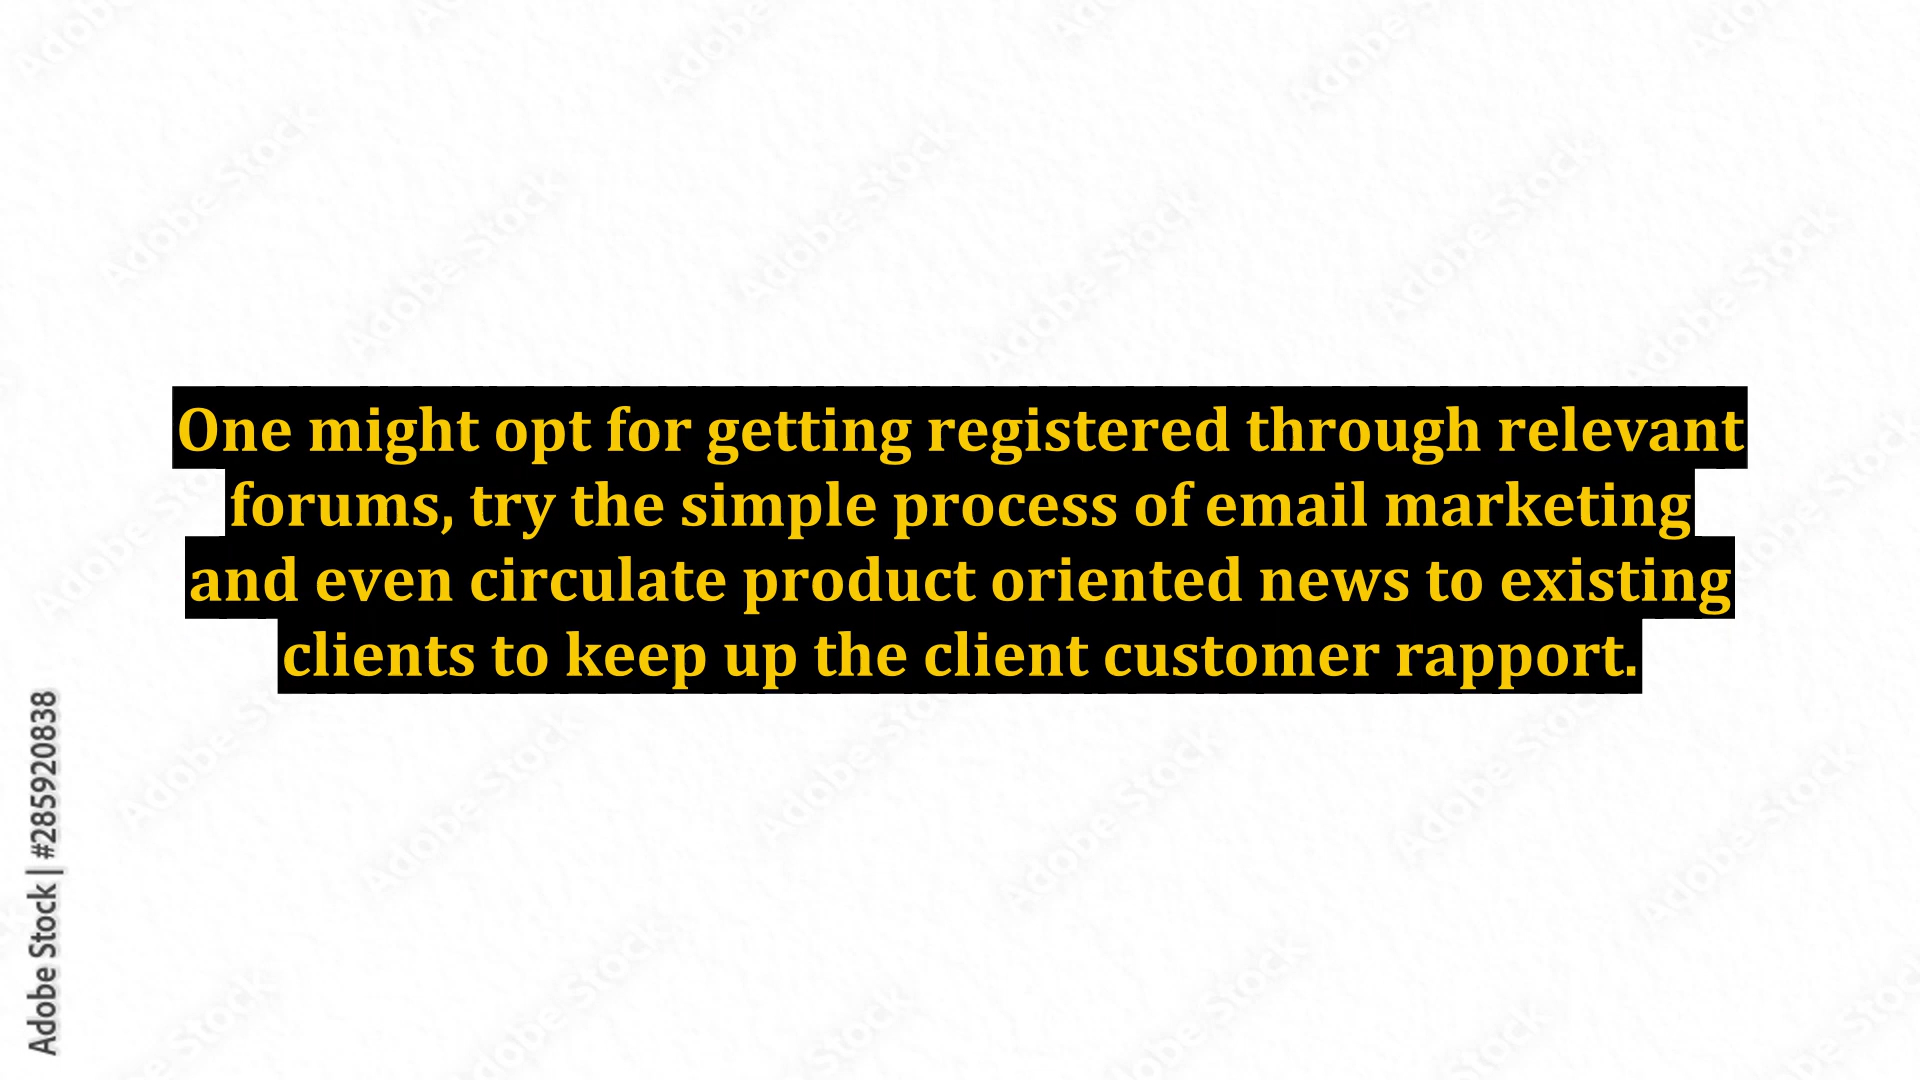 One might opt for getting registered through relevant
forums, try the simple process of email marketing
and even circulate product oriented news to existing
clients to keep up the client customer rapport.
Adobe Stock | #285920838